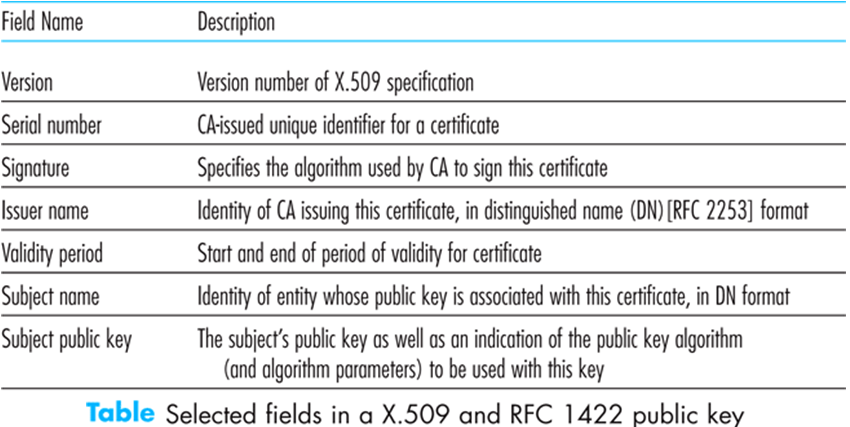 Field Name Description
Version Version number of X.509 specification
Serial number CA-issued unique identifier for a certificate
Signature Specifies the algorithm used by CA to sign this certificate
Issuer name Identity of CA issuing this certificate, in distinguished name (DN)[RFC 2253] format
Validity period Start and end of period of validity for certificate
Subject name Identity of entity whose public key is associated with this certificate, in DN format
Subject public key The subject's public key as well as an indication of the public key algorithm
(and algorithm parameters) to be used with this key
Table Selected fields in a X.509 and RFC 1422 public key